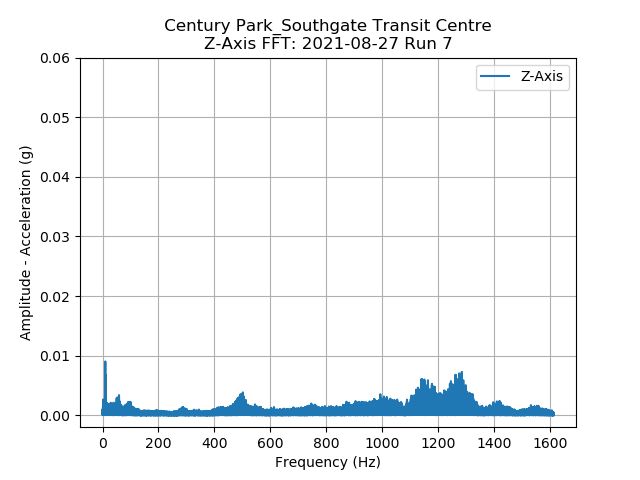 Century Park_Southgate Transit Centre
Z-Axis FFT: 2021-08-27 Run 7
Z-Axis
0.06
0.05
0.04
0.03
0.02
0.01
0.00
Amplitude - Acceleration (g)
0 200 400 600 800 1000 1200 1400 1600
Frequency (Hz)